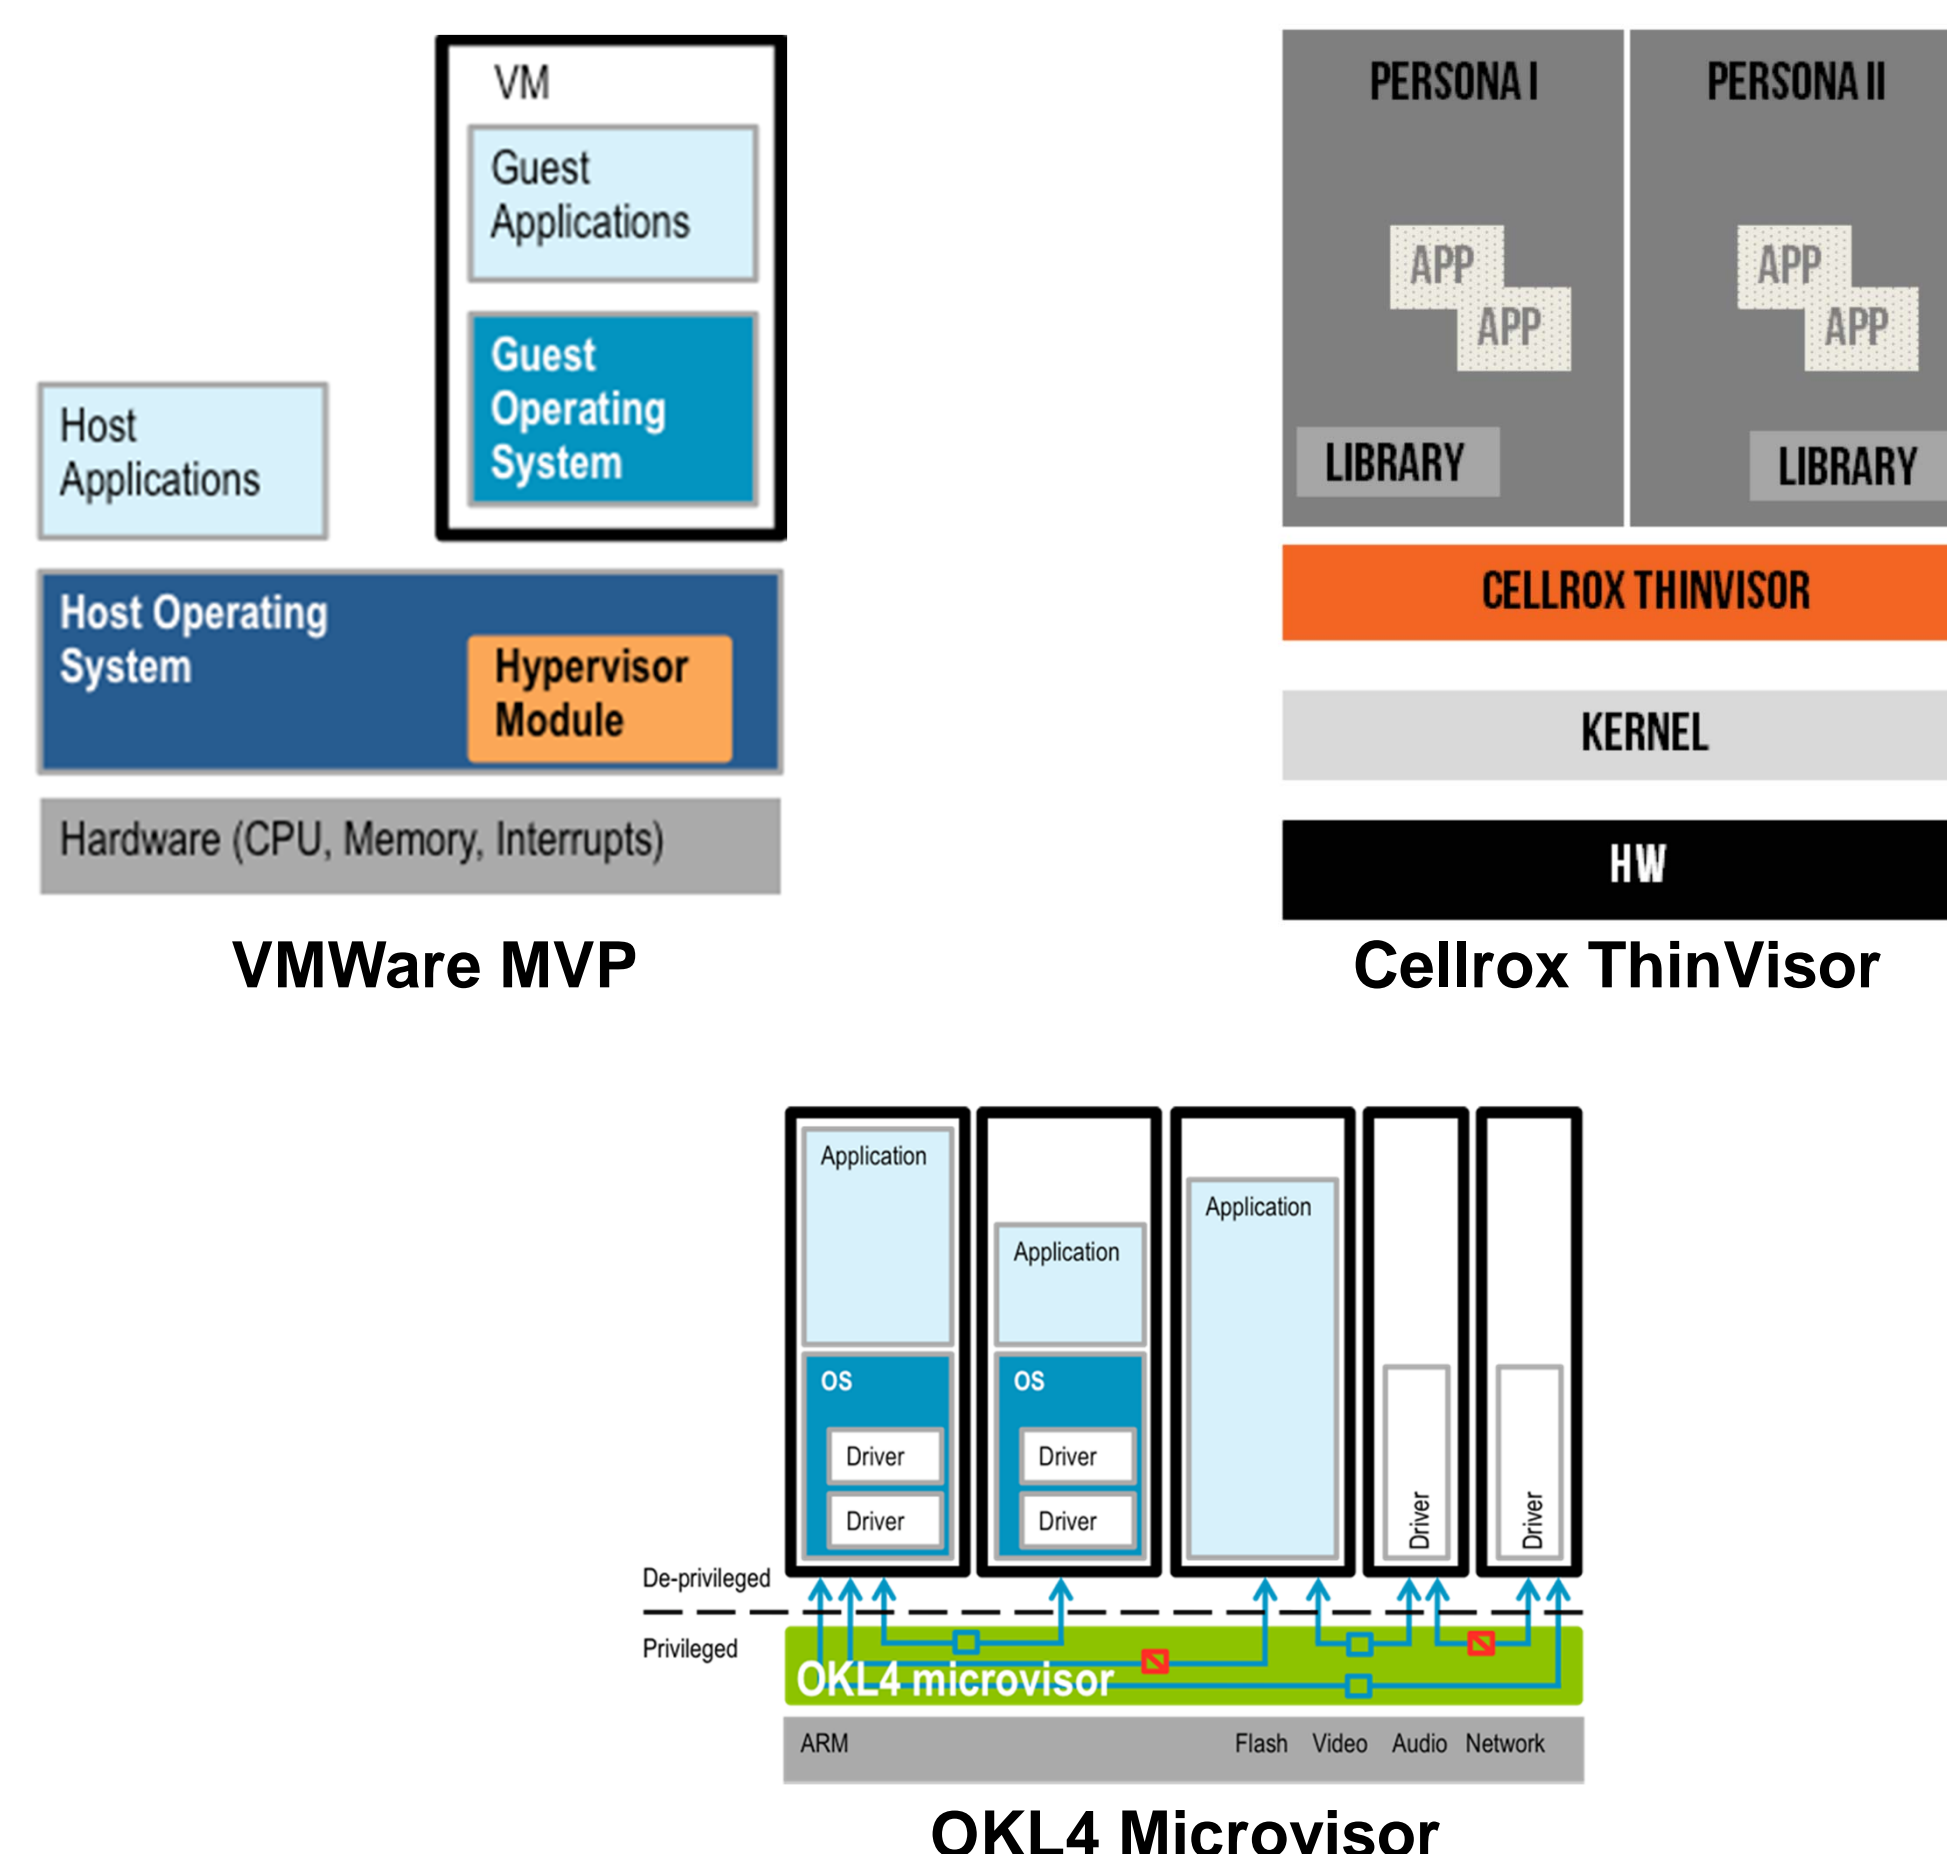 VM
Guest
Applications
Guest
Operating
System
Host
Applications
Host Operating
System
Hypervisor
Module
Hardware (CPU, Memory, Interrupts)
VMWare MVP
PERSONA I
PERSONA II
APP
APP
APP
APP
LIBRARY
LIBRARY
CELLROX THINVISOR
KERNEL
HW
Cellrox ThinVisor
Application
Application
Application
OS
OS
Driver
Driver
Driver
Driver
Driver
Driver
De-privileged
Privileged
OKL4 microvisor
ARM
Flash
Video
Audio
Network
OKL4 Microvisor